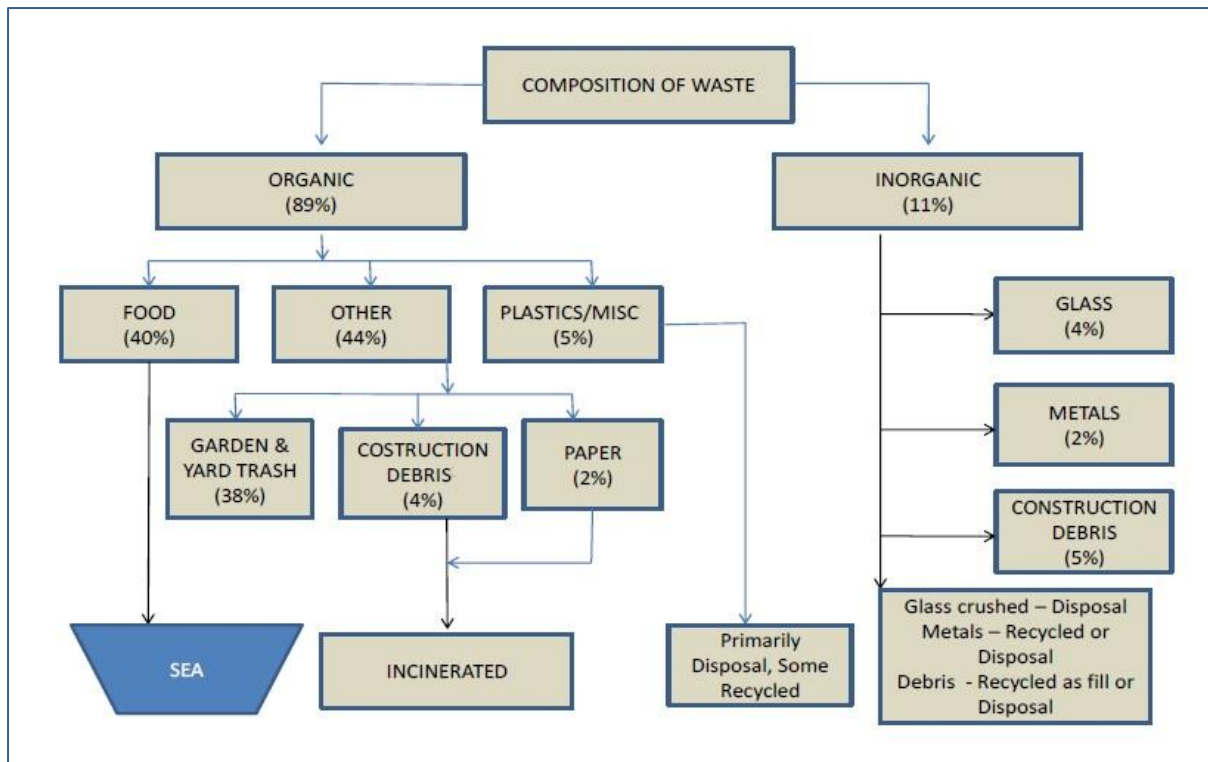 COMPOSITION OF WASTE
ORGANIC
(89%)
INORGANIC
(11%)
FOOD
(40%)
OTHER
(44%)
PLASTICS/MISC
(5%)
GLASS
(4%)
GARDEN &
YARD TRASH
(38%)
COSTRUCTION
DEBRIS
(4%)
PAPER
(2%)
METALS
(2%)
CONSTRUCTION
DEBRIS
(5%)
SEA
INCINERATED
Primarily
Disposal, Some
Recycled
Glass crushed – Disposal
Metals – Recycled or
Disposal
Debris - Recycled as fill or
Disposal